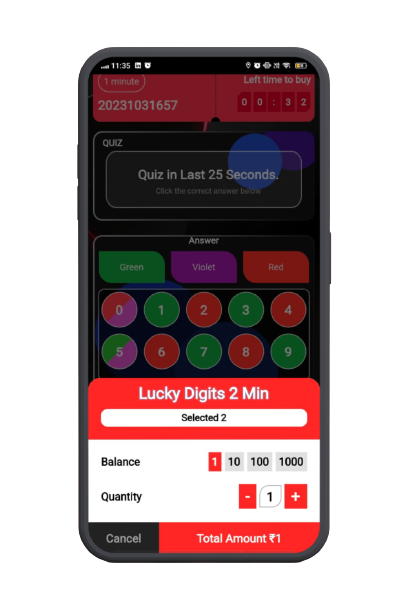 11:35
1 minute
Left time to buy
20231031657
0 0 : 3 2
QUIZ
Quiz in Last 25 Seconds.
Click the correct answer below
Answer
Green Violet Red
0 1 2 3 4
5 6 7 8 9
Lucky Digits 2 Min
Selected 2
Balance 1 10 100 1000
Quantity - 1 +
Cancel Total Amount ₹1